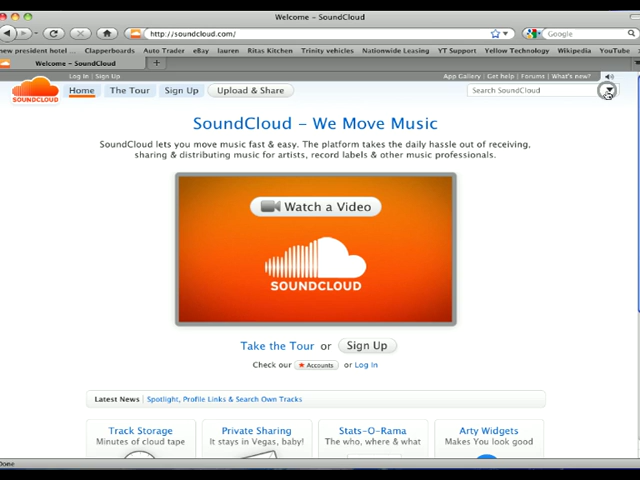 Welcome – SoundCloud
http://soundcloud.com/
Google
new president hotel
Clapperboards
Auto Trader
eBay
lauren
Ritas Kitchen
Trinity vehicles
Nationwide Leasing
YT Support
Yellow Technology
Wikipedia
YouTube
Welcome – SoundCloud
Log In | Sign Up
App Gallery | Get help | Forums | What's new?
SOUNDCLOUD
Home
The Tour
Sign Up
Upload & Share
Search SoundCloud
SoundCloud – We Move Music
SoundCloud lets you move music fast & easy. The platform takes the daily hassle out of receiving,
sharing & distributing music for artists, record labels & other music professionals.
Watch a Video
SOUNDCLOUD
Take the Tour or Sign Up
Check our Accounts or Log In
Latest News | Spotlight, Profile Links & Search Own Tracks
Track Storage
Minutes of cloud tape
Private Sharing
It stays in Vegas, baby!
Stats-O-Rama
The who, where & what
Arty Widgets
Makes You look good
Done